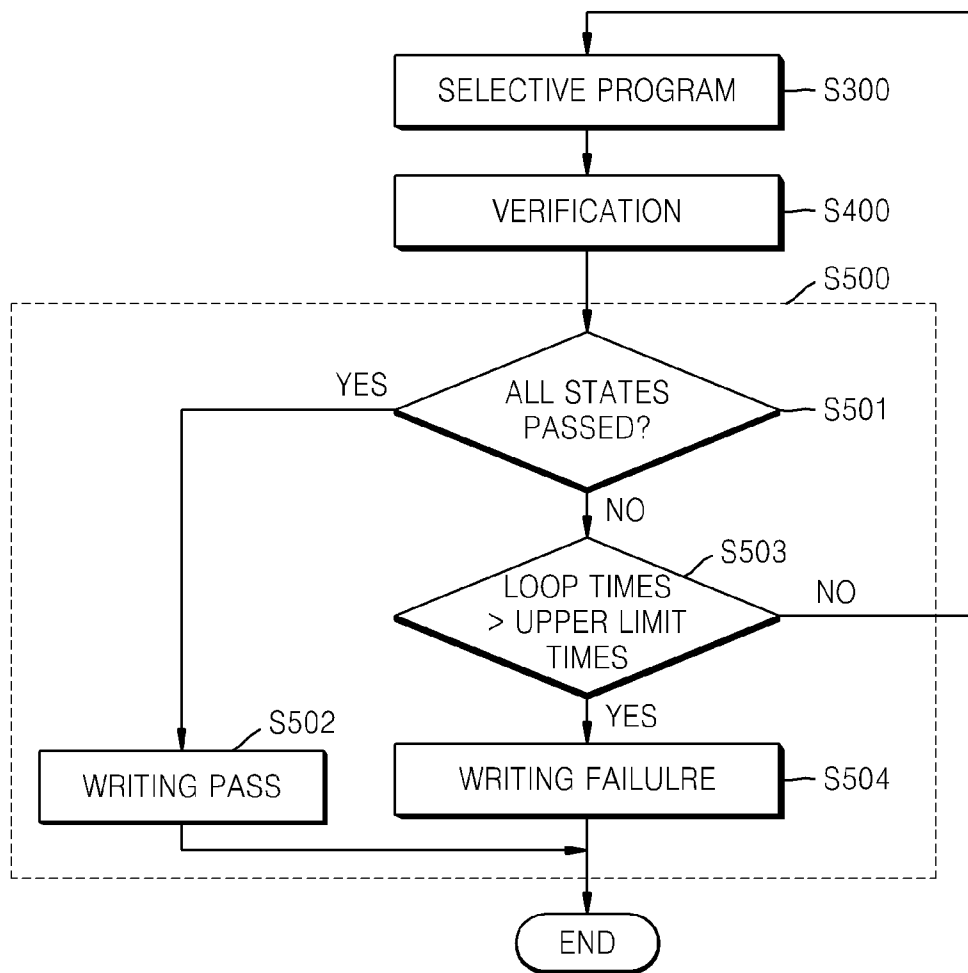 SELECTIVE PROGRAM
S300
VERIFICATION
S400
S500
YES
ALL STATES
PASSED?
S501
NO
S503
LOOP TIMES
> UPPER LIMIT
TIMES
NO
YES
S502
WRITING PASS
WRITING FAILULRE
S504
END